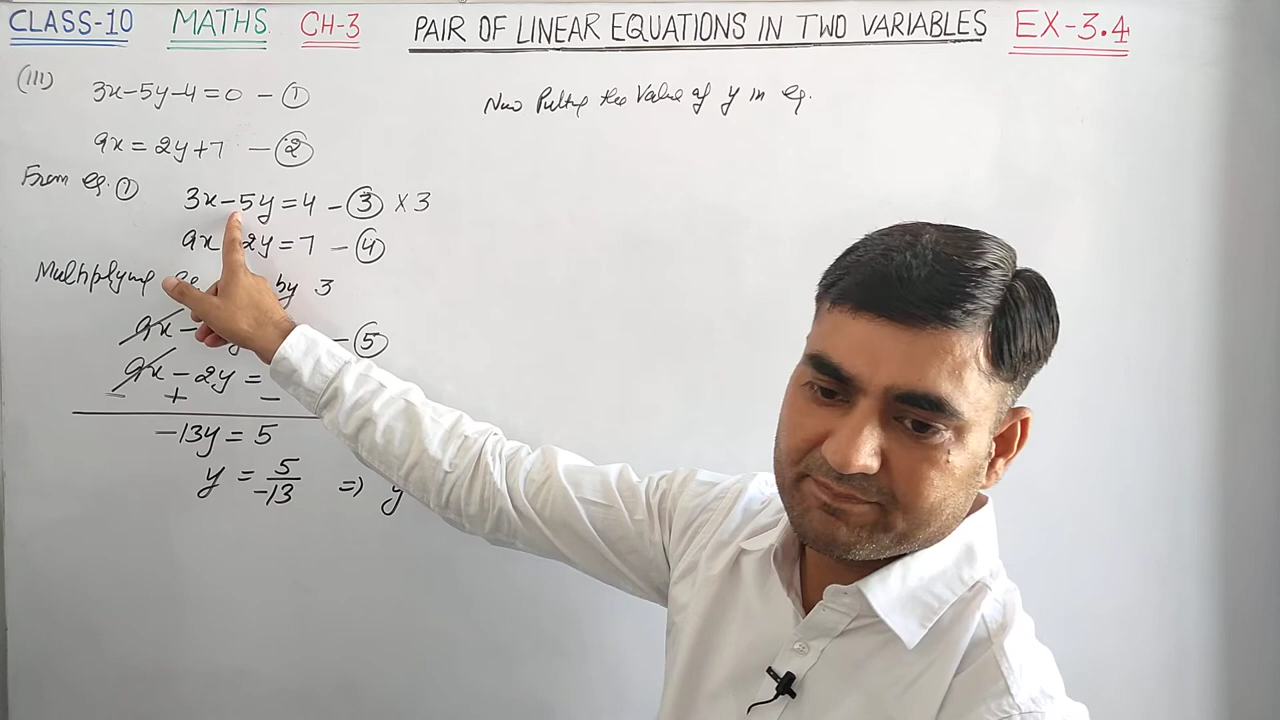 CLASS-10 MATHS CH-3 PAIR OF LINEAR EQUATIONS IN TWO VARIABLES EX-3.4
(III) 3x-5y-4=0 - ①
9x = 2y+7 - ②
From eq. ① 3x-5y=4 - ③ ×3
9x 2y=7 - ④
Multiplying by 3
9x - - ⑤
9x - 2y =
- + -
-13y = 5
y = 5/-13 => y
Now Putting the Value of y in eq.